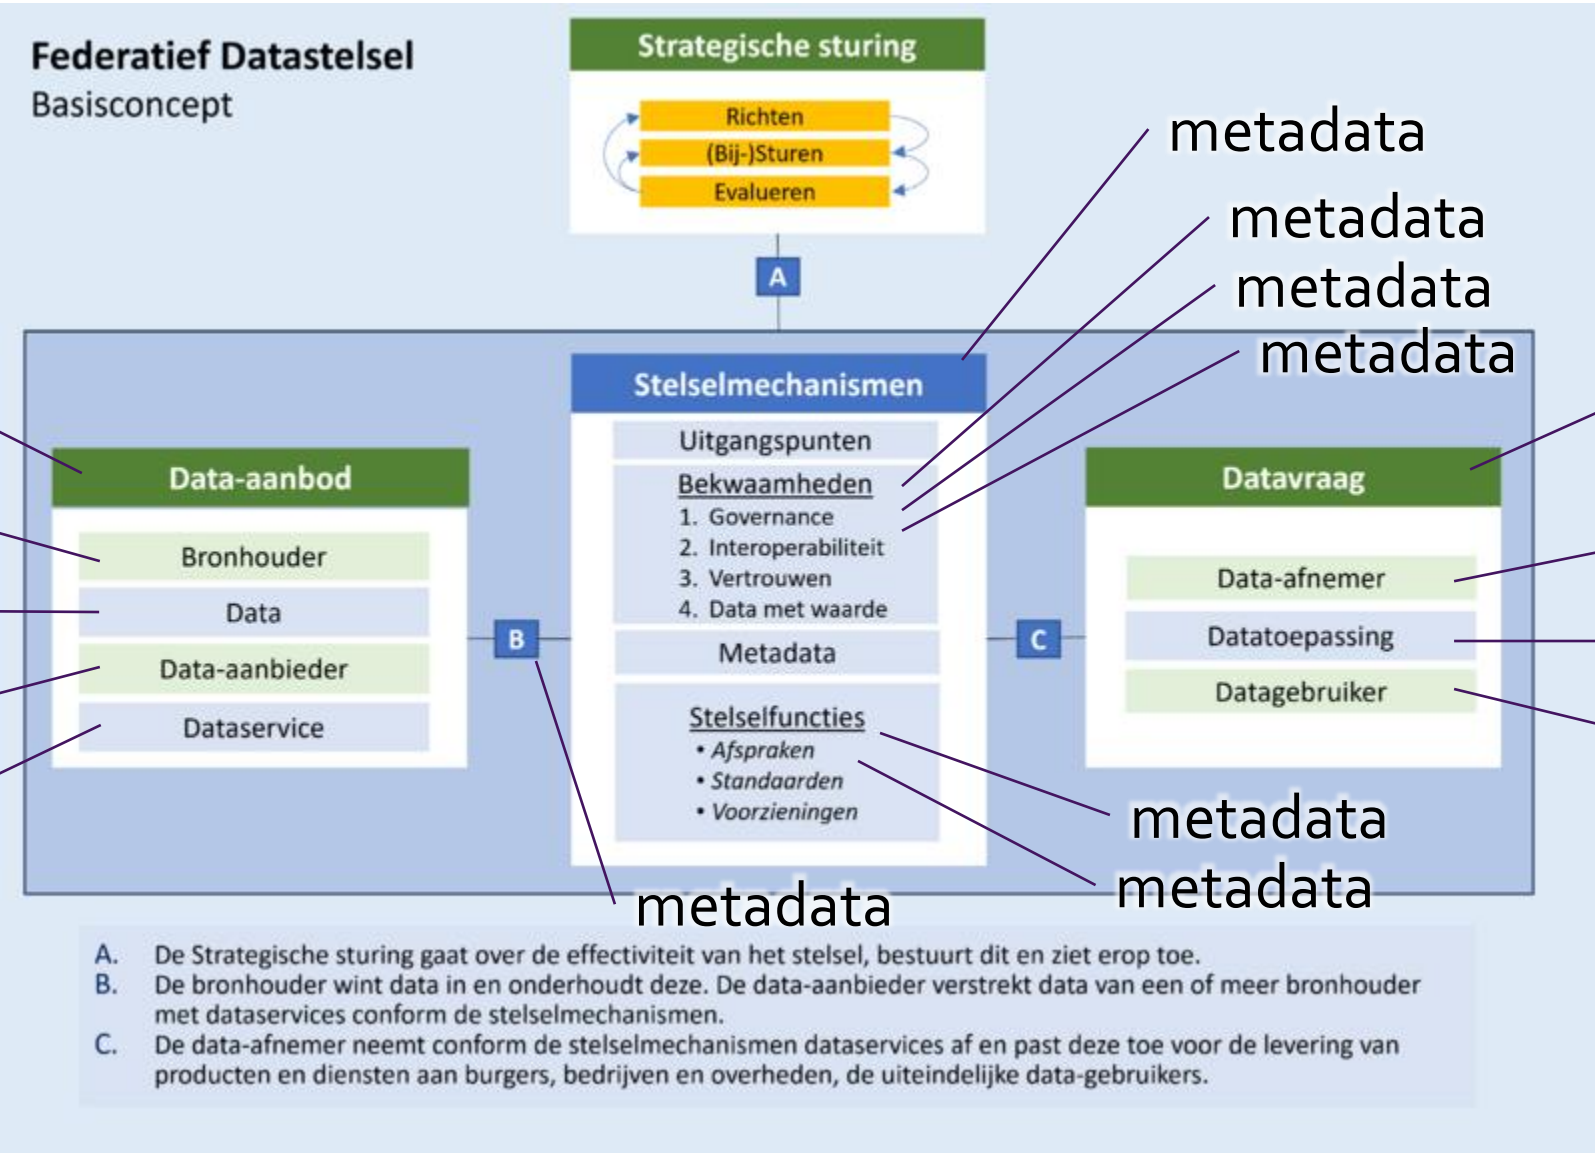 Federatief Datastelsel
Basisconcept
Strategische sturing
Richten
(Bij-)Sturen
Evalueren
A
metadata
metadata
metadata
metadata
Stelselmechanismen
Uitgangspunten
Bekwaamheden
1. Governance
2. Interoperabiliteit
3. Vertrouwen
4. Data met waarde
Metadata
Stelselfuncties
• Afspraken
• Standaarden
• Voorzieningen
Data-aanbod
Bronhouder
Data
Data-aanbieder
Dataservice
B
C
Datavraag
Data-afnemer
Datatoepassing
Datagebruiker
metadata
metadata
metadata
A. De Strategische sturing gaat over de effectiviteit van het stelsel, bestuurt dit en ziet erop toe.
B. De bronhouder wint data in en onderhoudt deze. De data-aanbieder verstrekt data van een of meer bronhouder
met dataservices conform de stelselmechanismen.
C. De data-afnemer neemt conform de stelselmechanismen dataservices af en past deze toe voor de levering van
producten en diensten aan burgers, bedrijven en overheden, de uiteindelijke data-gebruikers.